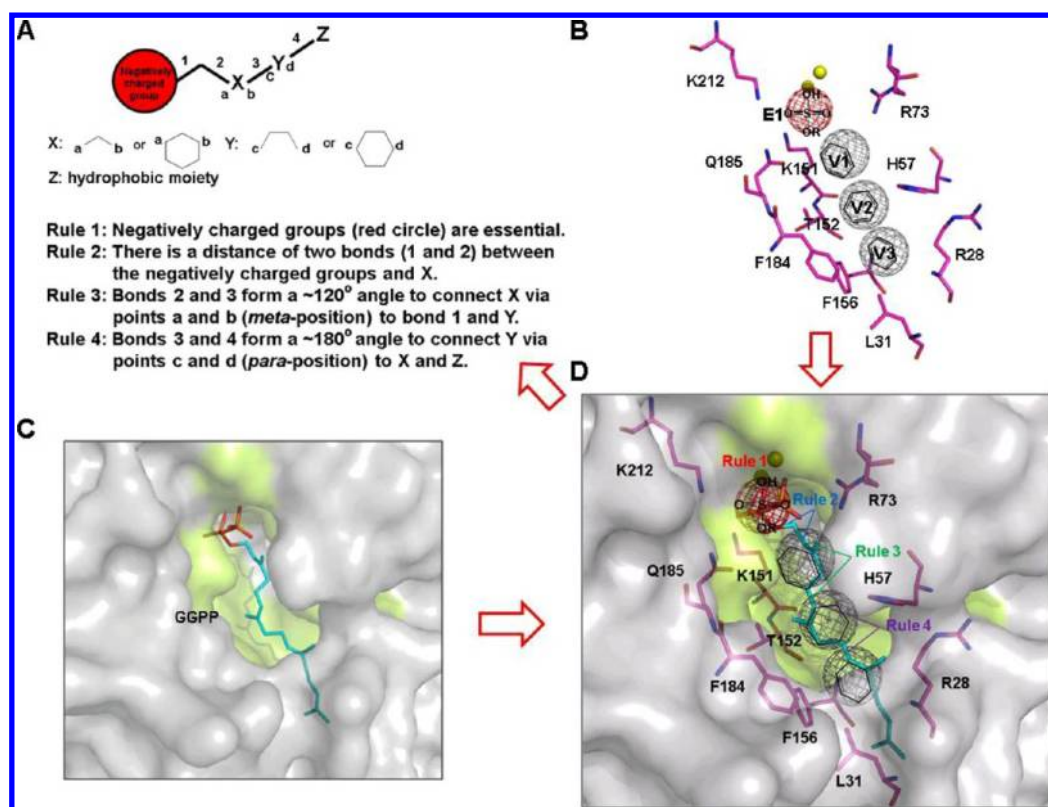 A
Negatively
charged
group
1
2
3
4
X
Y
Z
a
b
c
d
X: a b or a b Y: c d or c d
Z: hydrophobic moiety
Rule 1: Negatively charged groups (red circle) are essential.
Rule 2: There is a distance of two bonds (1 and 2) between
the negatively charged groups and X.
Rule 3: Bonds 2 and 3 form a ~120° angle to connect X via
points a and b (meta-position) to bond 1 and Y.
Rule 4: Bonds 3 and 4 form a ~180° angle to connect Y via
points c and d (para-position) to X and Z.
B
K212
R73
E1
OH
O=S=O
OR
V1
Q185
K151
H57
V2
T152
V3
F184
R28
F156
L31
C
GGPP
D
K212
Rule 1
R73
OH
O=S=O
Rule 2
OR
Rule 3
Q185
K151
H57
Rule 4
T152
F184
R28
F156
L31